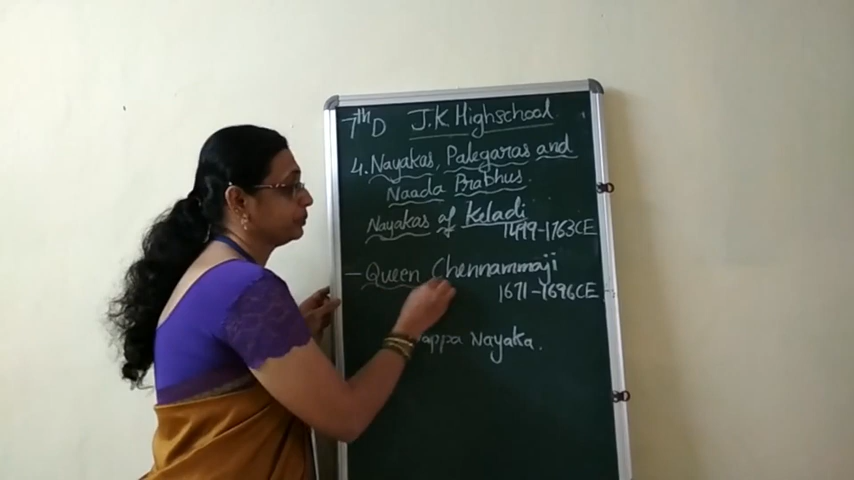 7th D J.K Highschool
4. Nayakas, Palegaras and
Naada Prabhus.
Nayakas of Keladi
1499-1763CE
- Queen Chennammaji
1671-1696CE
Nayaka.